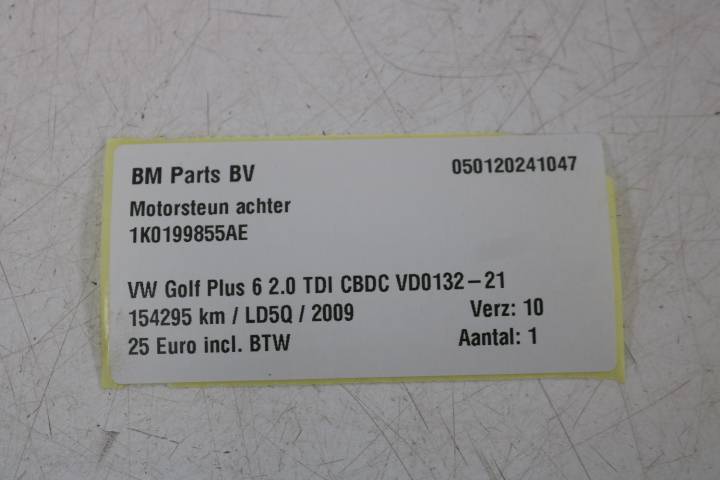 BM Parts BV 050120241047
Motorsteun achter
1K0199855AE
VW Golf Plus 6 2.0 TDI CBDC VD0132-21
154295 km / LD5Q / 2009 Verz: 10
25 Euro incl. BTW Aantal: 1